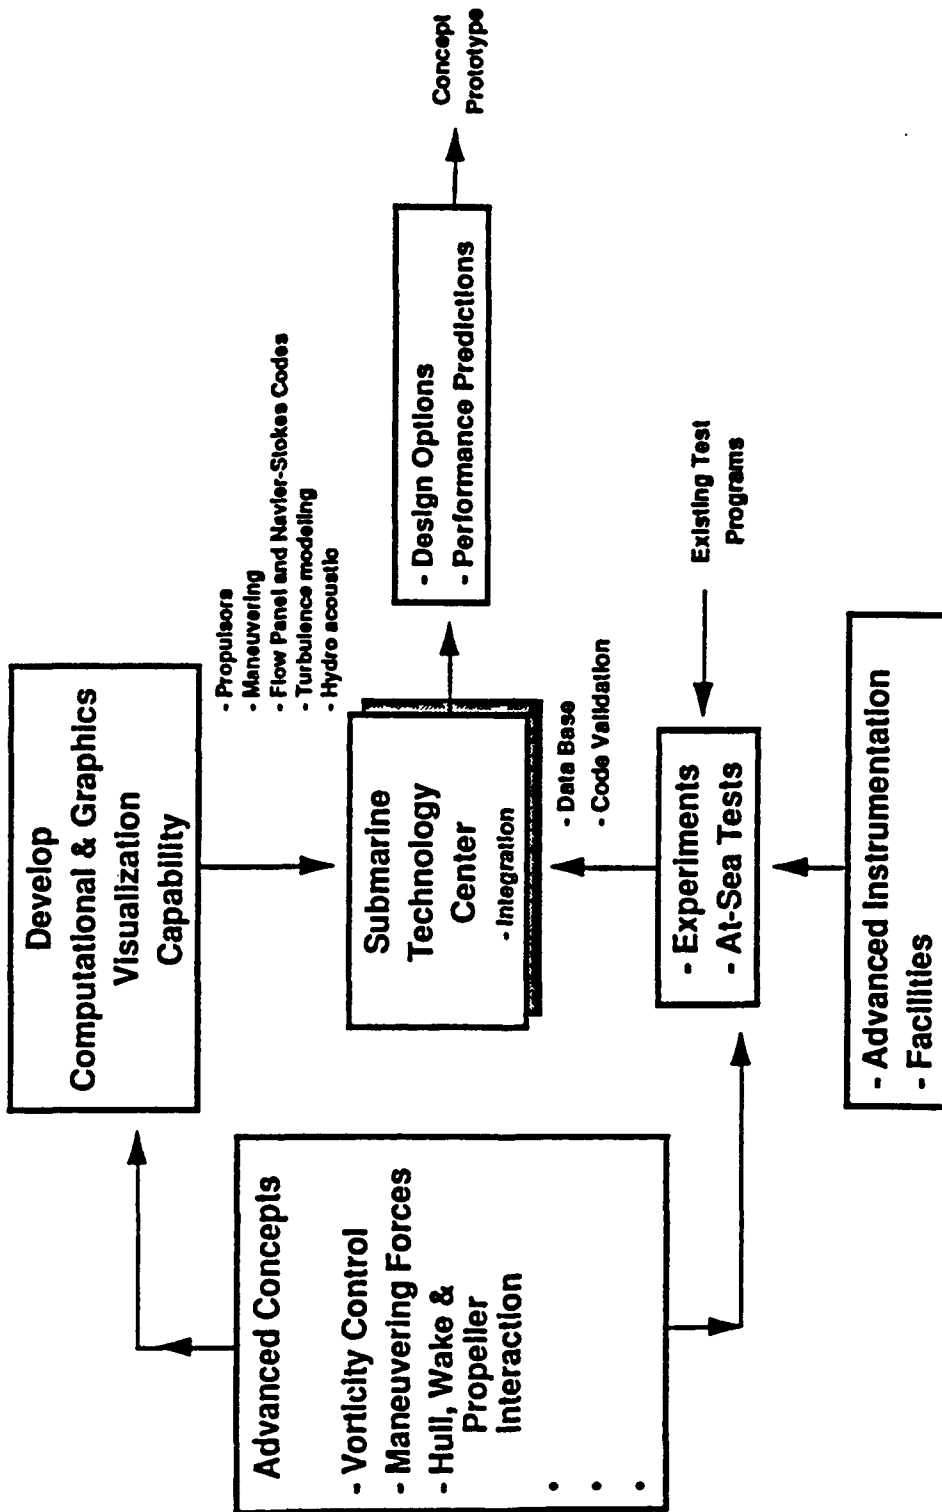 Develop
Computational & Graphics
Visualization
Capability
- Propulsors
- Maneuvering
- Flow Panel and Navier-Stokes Codes
- Turbulence modeling
- Hydro acoustic
Advanced Concepts
- Vorticity Control
- Maneuvering Forces
- Hull, Wake &
Propeller
Interaction
•
•
•
Submarine
Technology
Center
- Integration
- Design Options
- Performance Predictions
Concept
Prototype
- Data Base
- Code Validation
- Experiments
- At-Sea Tests
Existing Test
Programs
- Advanced Instrumentation
- Facilities